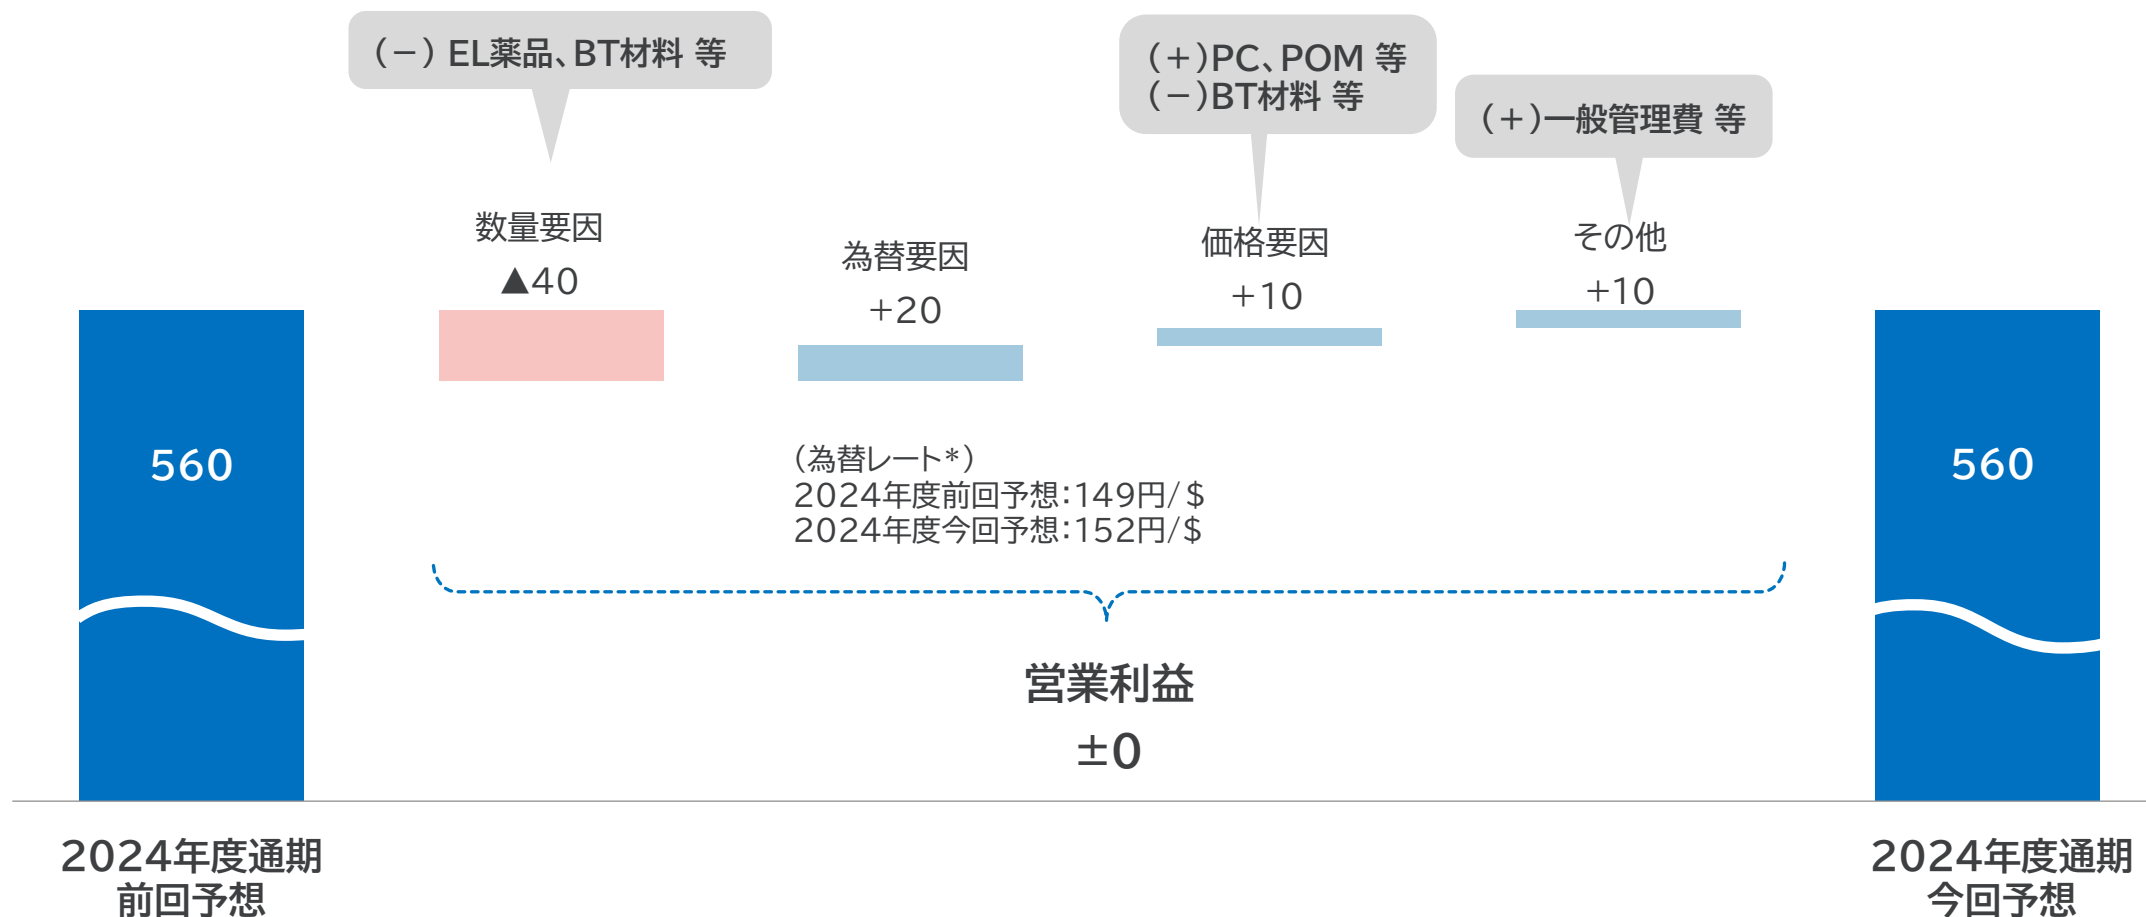 (－) EL薬品、BT材料 等
(＋)PC、POM 等
(－)BT材料 等
(＋)一般管理費 等
数量要因
▲40
為替要因
+20
価格要因
+10
その他
+10
560
560
(為替レート*)
2024年度前回予想：149円/$
2024年度今回予想：152円/$
営業利益
±0
2024年度通期
前回予想
2024年度通期
今回予想